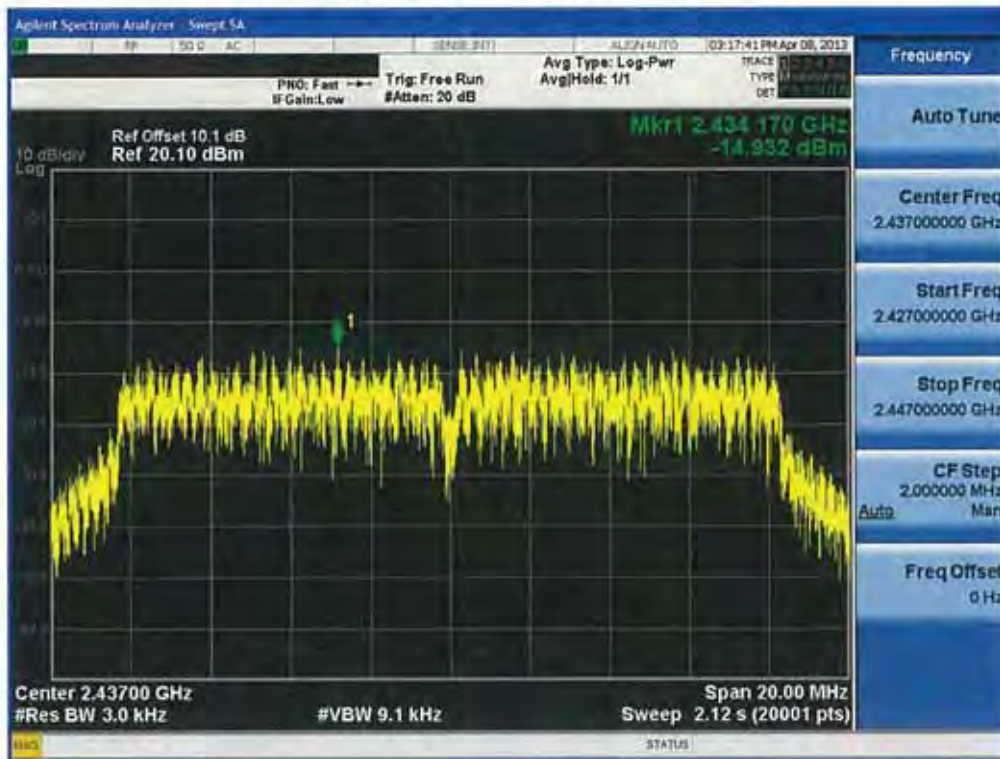 Agilent Spectrum Analyzer - Swept SA
RF 50 Ω AC SENSE:INT ALIGN AUTO 03:17:41 PM Apr 08, 2013
Frequency
PNO: Fast
IFGain:Low
Trig: Free Run
#Atten: 20 dB
Avg Type: Log-Pwr
Avg|Hold: 1/1
TRACE
TYPE
DET
Auto Tune
Mkr1 2.434 170 GHz
-14.932 dBm
Ref Offset 10.1 dB
10 dB/div Ref 20.10 dBm
Log
1
Center Freq
2.437000000 GHz
Start Freq
2.427000000 GHz
Stop Freq
2.447000000 GHz
CF Step
2.000000 MHz
Auto Man
Freq Offset
0 Hz
Center 2.43700 GHz Span 20.00 MHz
#Res BW 3.0 kHz #VBW 9.1 kHz Sweep 2.12 s (20001 pts)
MSG STATUS